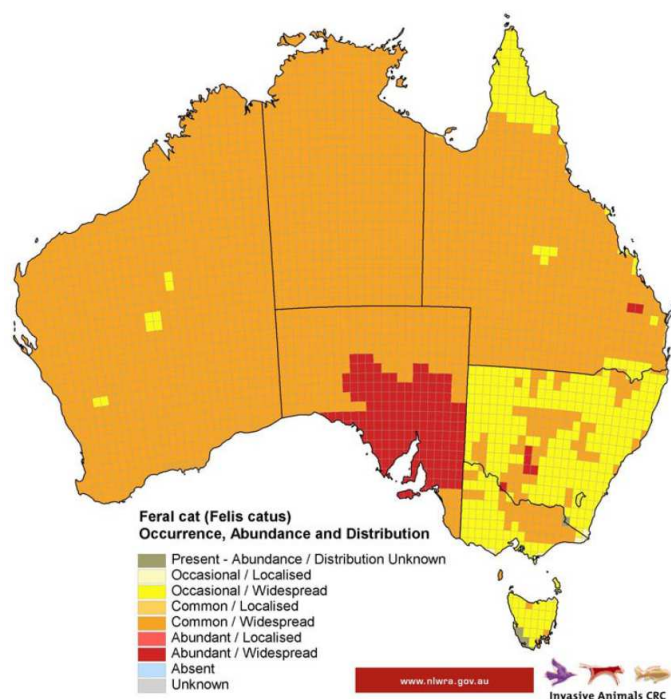 Feral cat (Felis catus)
Occurrence, Abundance and Distribution
Present - Abundance / Distribution Unknown
Occasional / Localised
Occasional / Widespread
Common / Localised
Common / Widespread
Abundant / Localised
Abundant / Widespread
Absent
Unknown
www.nlwra.gov.au
Invasive Animals CRC